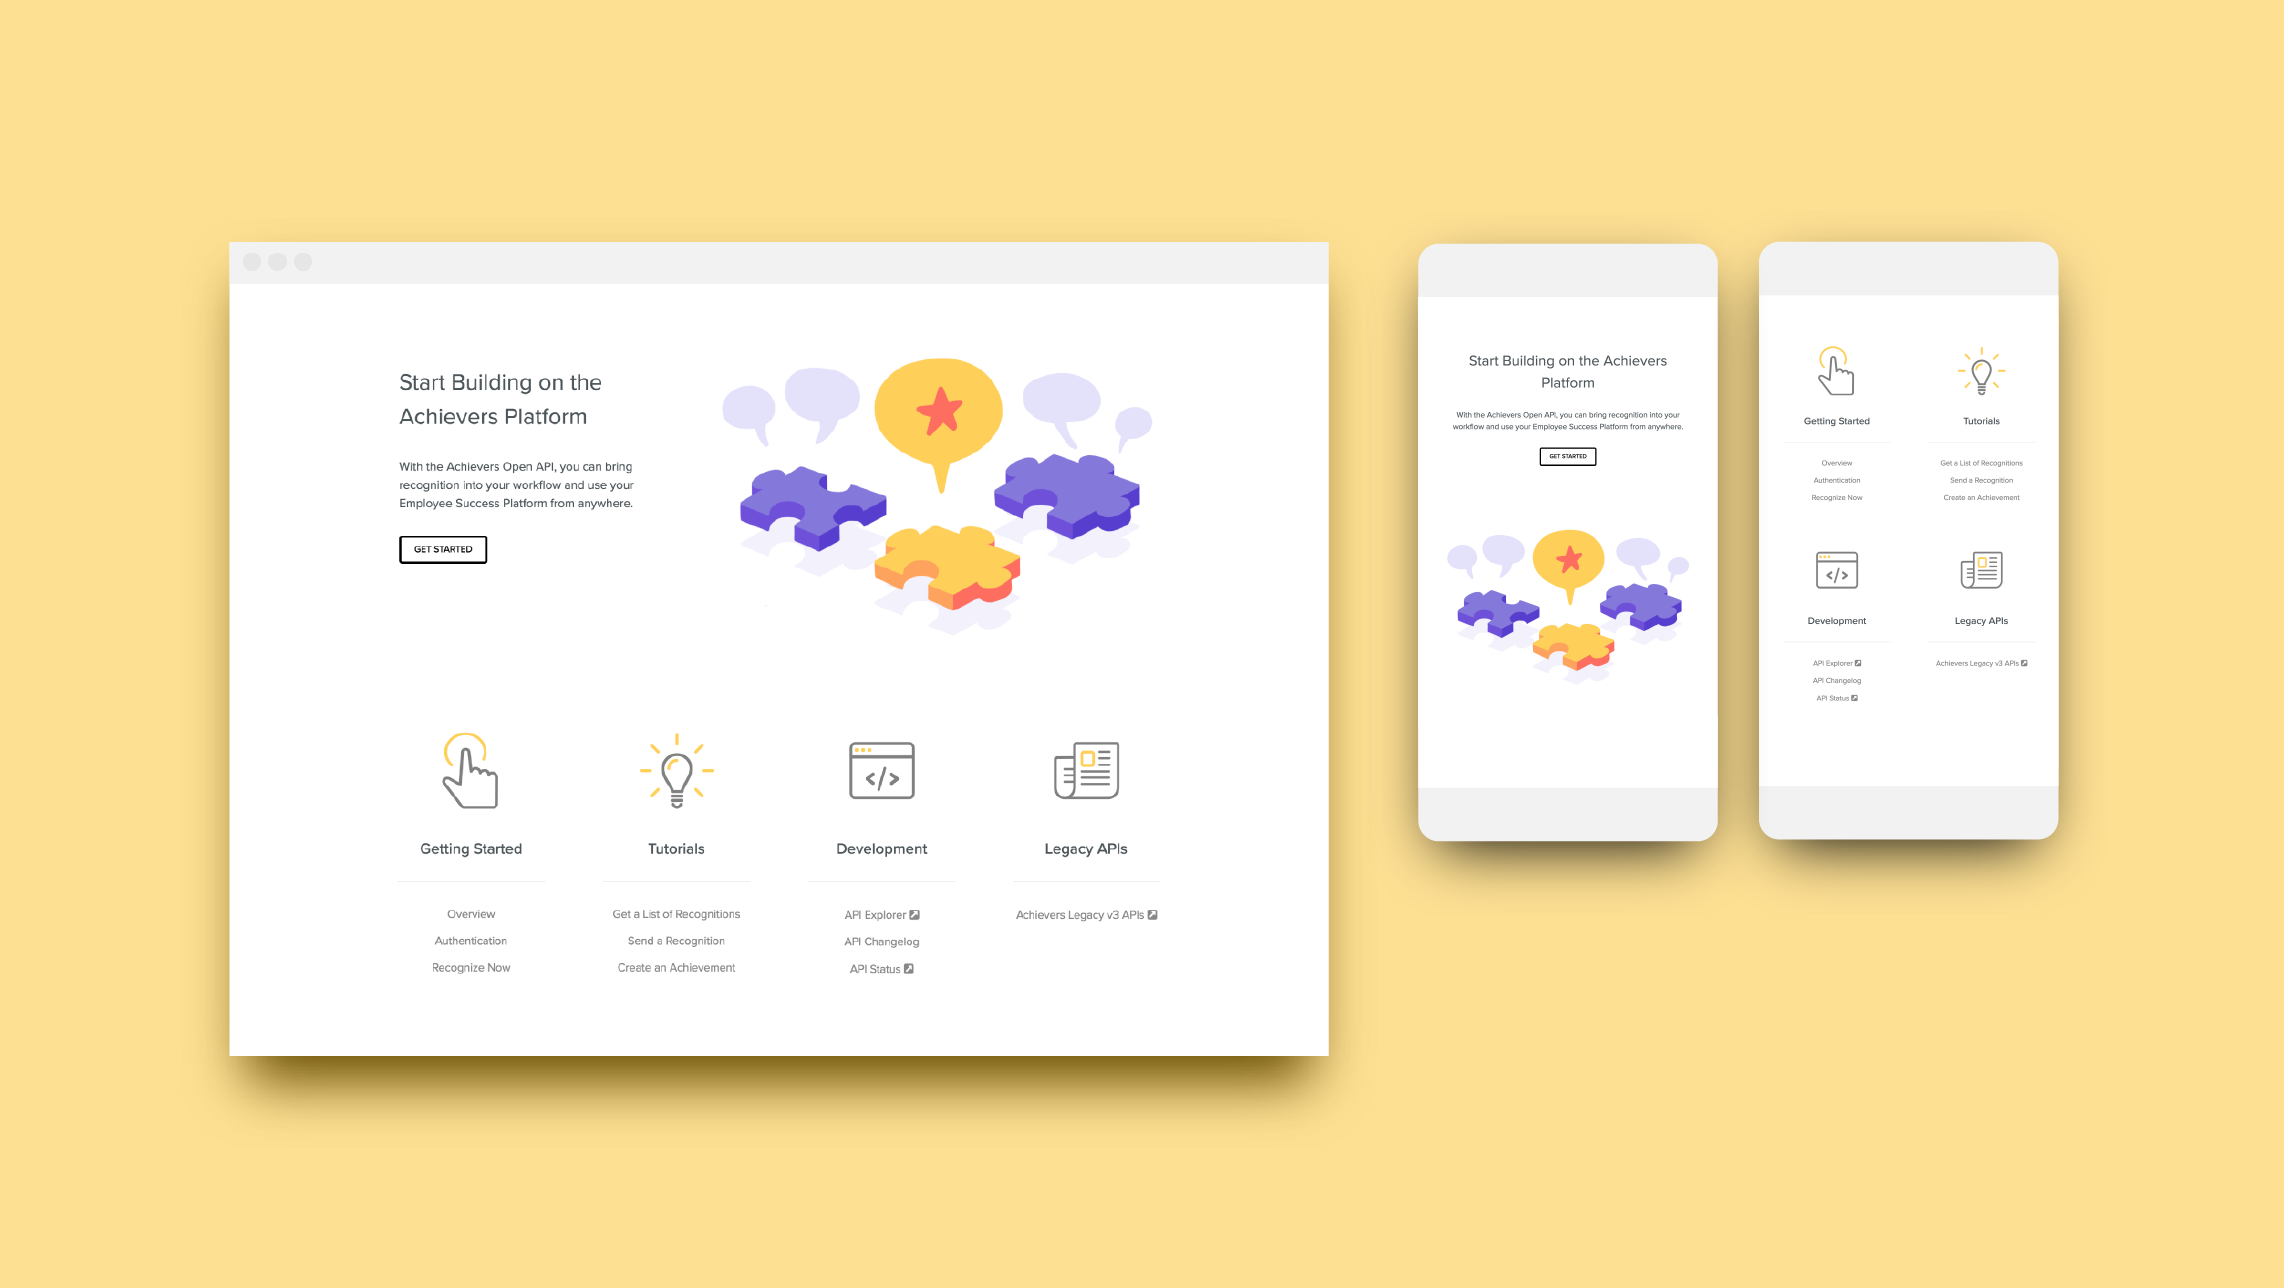 Start Building on the
Achievers Platform
With the Achievers Open API, you can bring
recognition into your workflow and use your
Employee Success Platform from anywhere.
GET STARTED
Getting Started
Overview
Authentication
Recognize Now
Tutorials
Get a List of Recognitions
Send a Recognition
Create an Achievement
Development
</>
API Explorer
API Changelog
API Status
Legacy APIs
Achievers Legacy v3 APIs
Start Building on the Achievers
Platform
With the Achievers Open API, you can bring recognition into your
workflow and use your Employee Success Platform from anywhere.
GET STARTED
Getting Started
Overview
Authentication
Recognize Now
Tutorials
Get a List of Recognitions
Send a Recognition
Create an Achievement
</>
Development
API Explorer
API Changelog
API Status
Legacy APIs
Achievers Legacy v3 APIs